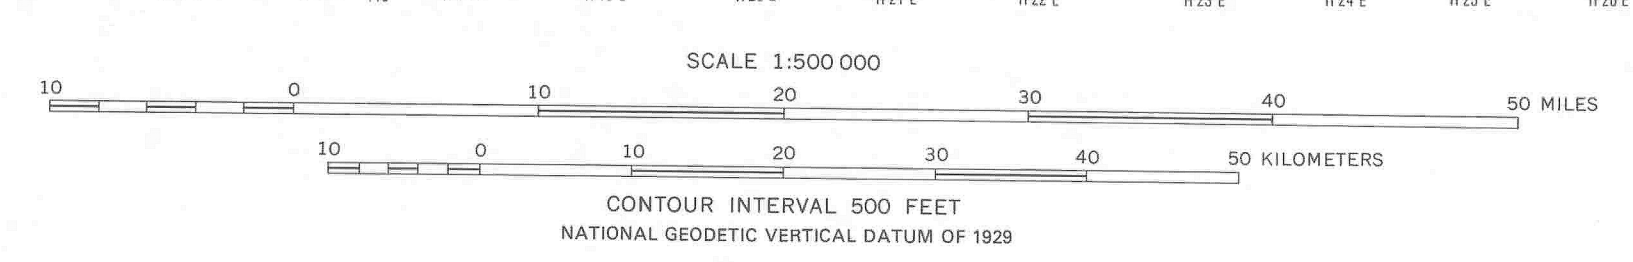 SCALE 1:500 000
10 0 10 20 30 40 50 MILES
10 0 10 20 30 40 50 KILOMETERS
CONTOUR INTERVAL 500 FEET
NATIONAL GEODETIC VERTICAL DATUM OF 1929